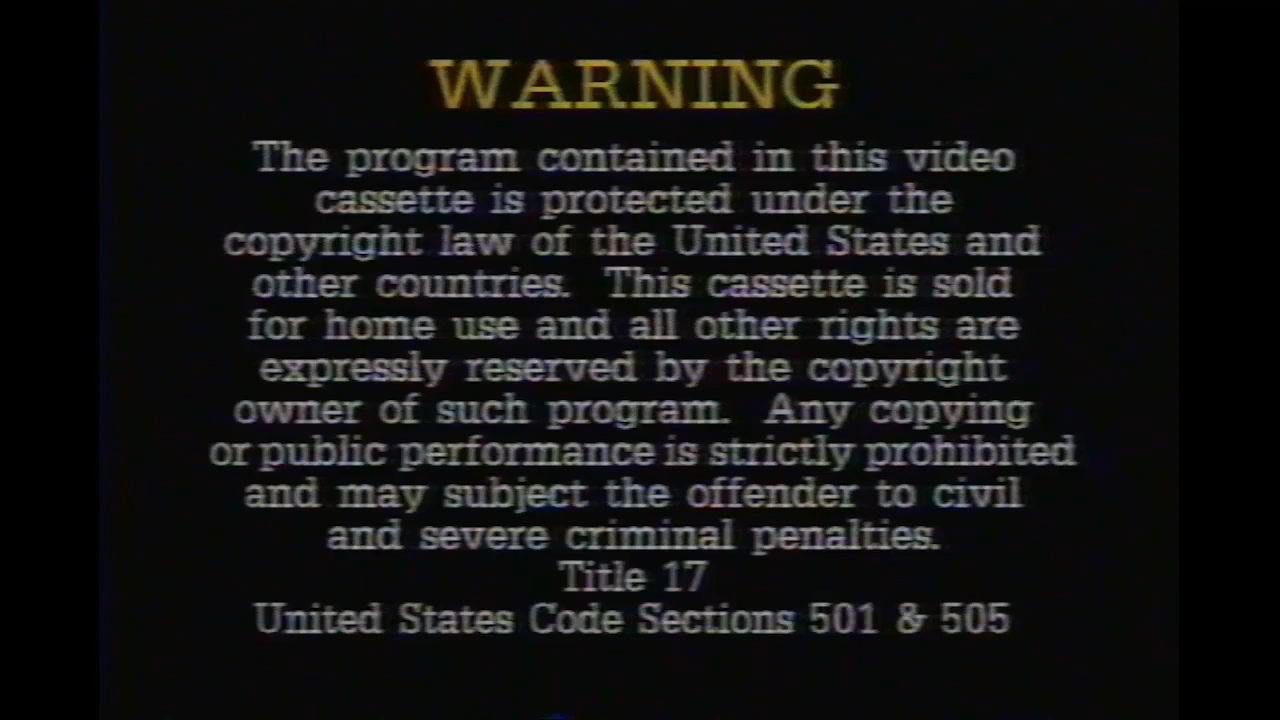 WARNING
The program contained in this video
cassette is protected under the
copyright law of the United States and
other countries. This cassette is sold
for home use and all other rights are
expressly reserved by the copyright
owner of such program. Any copying
or public performance is strictly prohibited
and may subject the offender to civil
and severe criminal penalties.
Title 17
United States Code Sections 501 & 505